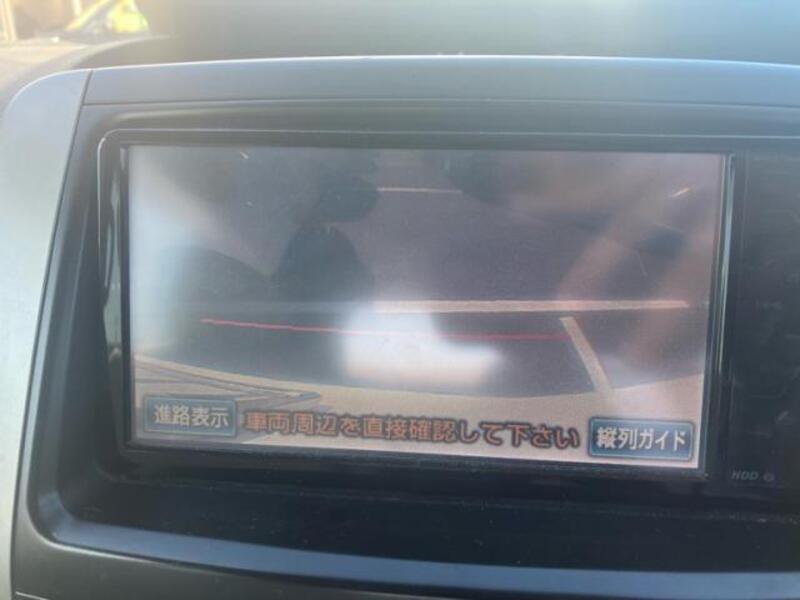 進路表示
車両周辺を直接確認して下さい
縦列ガイド
HDD